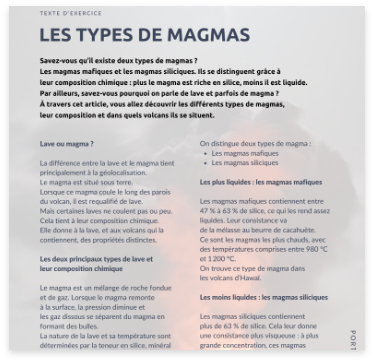 TEXTE D'EXERCICE
LES TYPES DE MAGMAS
Savez-vous qu'il existe deux types de magmas ?
Les magmas mafiques et les magmas siliciques. Ils se distinguent grâce à
leur composition chimique : plus le magma est riche en silice, moins il est liquide.
Par ailleurs, savez-vous pourquoi on parle de lave et parfois de magma ?
À travers cet article, vous allez découvrir les différents types de magmas,
leur composition et dans quels volcans ils se situent.
Lave ou magma ?
La différence entre la lave et le magma tient
principalement à la géolocalisation.
Le magma est situé sous terre.
Lorsque ce magma coule le long des parois
du volcan, il est requalifié de lave.
Mais certaines laves ne coulent pas ou peu.
Cela tient à leur composition chimique.
Elle donne à la lave, et aux volcans qui la
contiennent, des propriétés distinctes.
Les deux principaux types de lave et
leur composition chimique
Le magma est un mélange de roche fondue
et de gaz. Lorsque le magma remonte
à la surface, la pression diminue et
les gaz dissous se séparent du magma en
formant des bulles.
La nature de la lave et sa température sont
déterminées par la teneur en silice, minéral
On distingue deux types de magma :
• Les magmas mafiques
• Les magmas siliciques
Les plus liquides : les magmas mafiques
Les magmas mafiques contiennent entre
47 % à 63 % de silice, ce qui les rend assez
liquides. Leur consistance va
de la mélasse au beurre de cacahuète.
Ce sont les magmas les plus chauds, avec
des températures comprises entre 980 °C
et 1 200 °C.
On trouve ce type de magma dans
les volcans d'Hawaï.
Les moins liquides : les magmas siliciques
Les magmas siliciques contiennent
plus de 63 % de silice. Cela leur donne
une consistance plus visqueuse : à plus
grande concentration, ces magmas
PORT